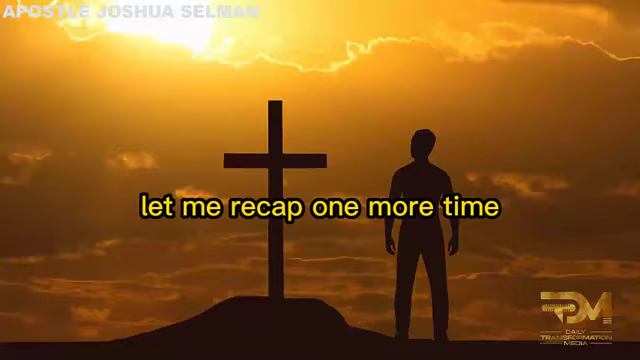 APOSTLE JOSHUA SELMAN
let me recap one more time
DAILY
TRANSFORMATION
MEDIA